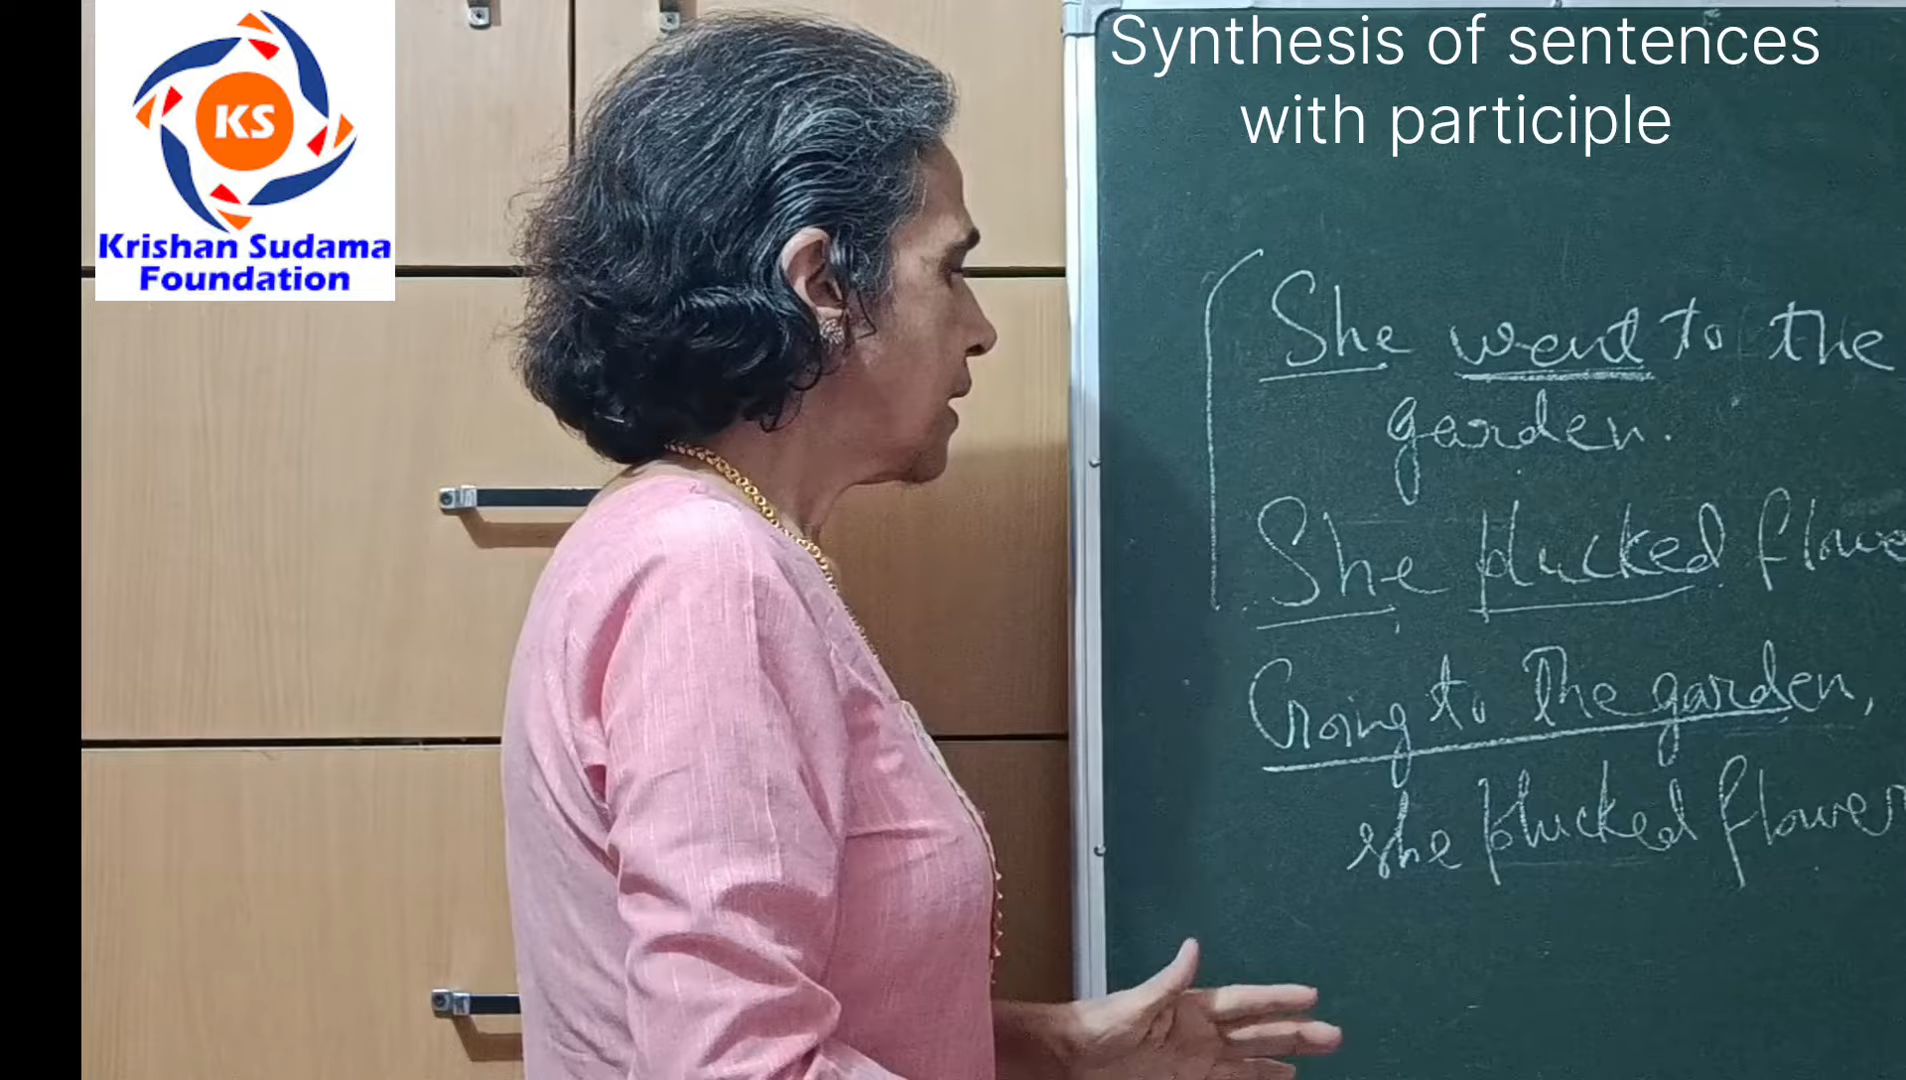 KS
Krishan Sudama
Foundation
Synthesis of sentences
with participle
She went to the
garden.
She plucked
Going to the garden,
she plucked